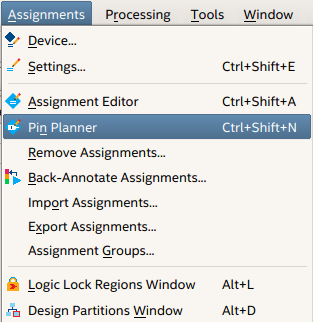 Assignments Processing Tools Window
Device...
Settings... Ctrl+Shift+E
Assignment Editor Ctrl+Shift+A
Pin Planner Ctrl+Shift+N
Remove Assignments...
Back-Annotate Assignments...
Import Assignments...
Export Assignments...
Assignment Groups...
Logic Lock Regions Window Alt+L
Design Partitions Window Alt+D